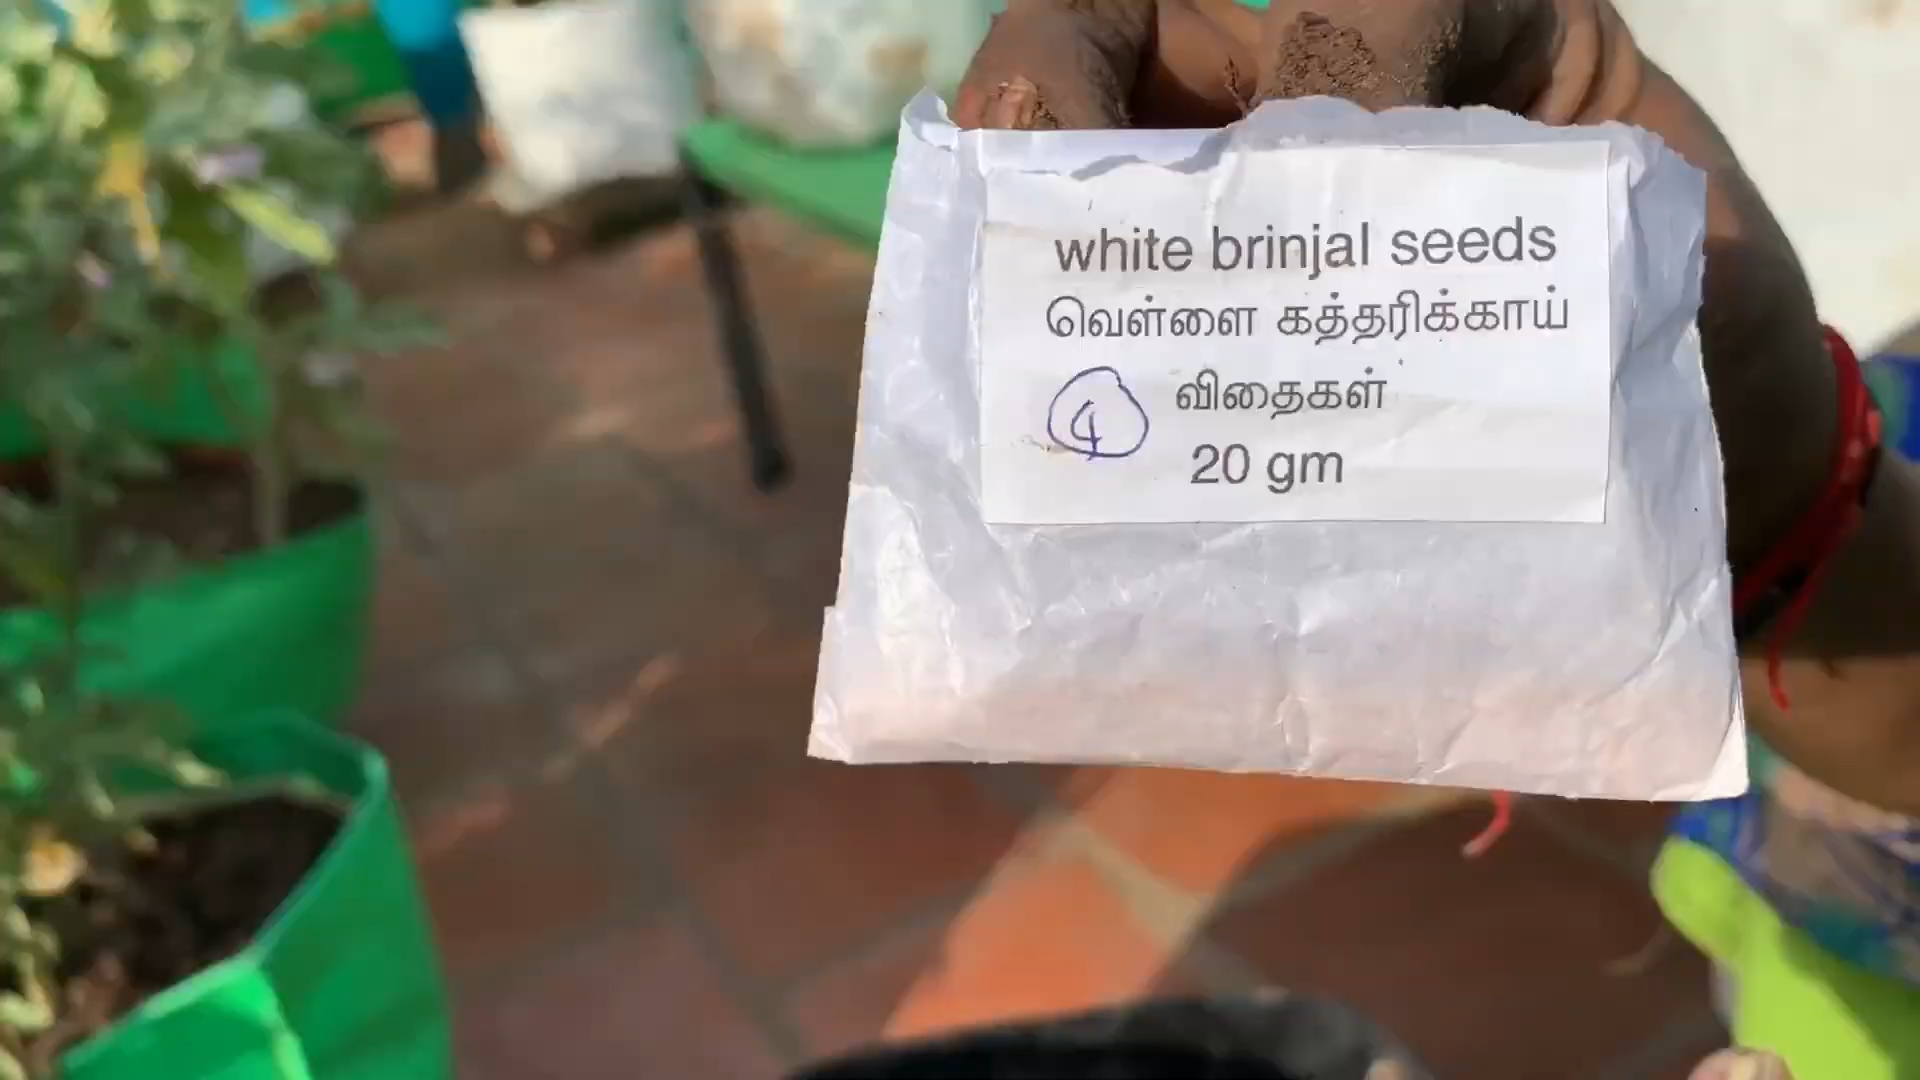 white brinjal seeds
வெள்ளை கத்தரிக்காய்
விதைகள்
4
20 gm